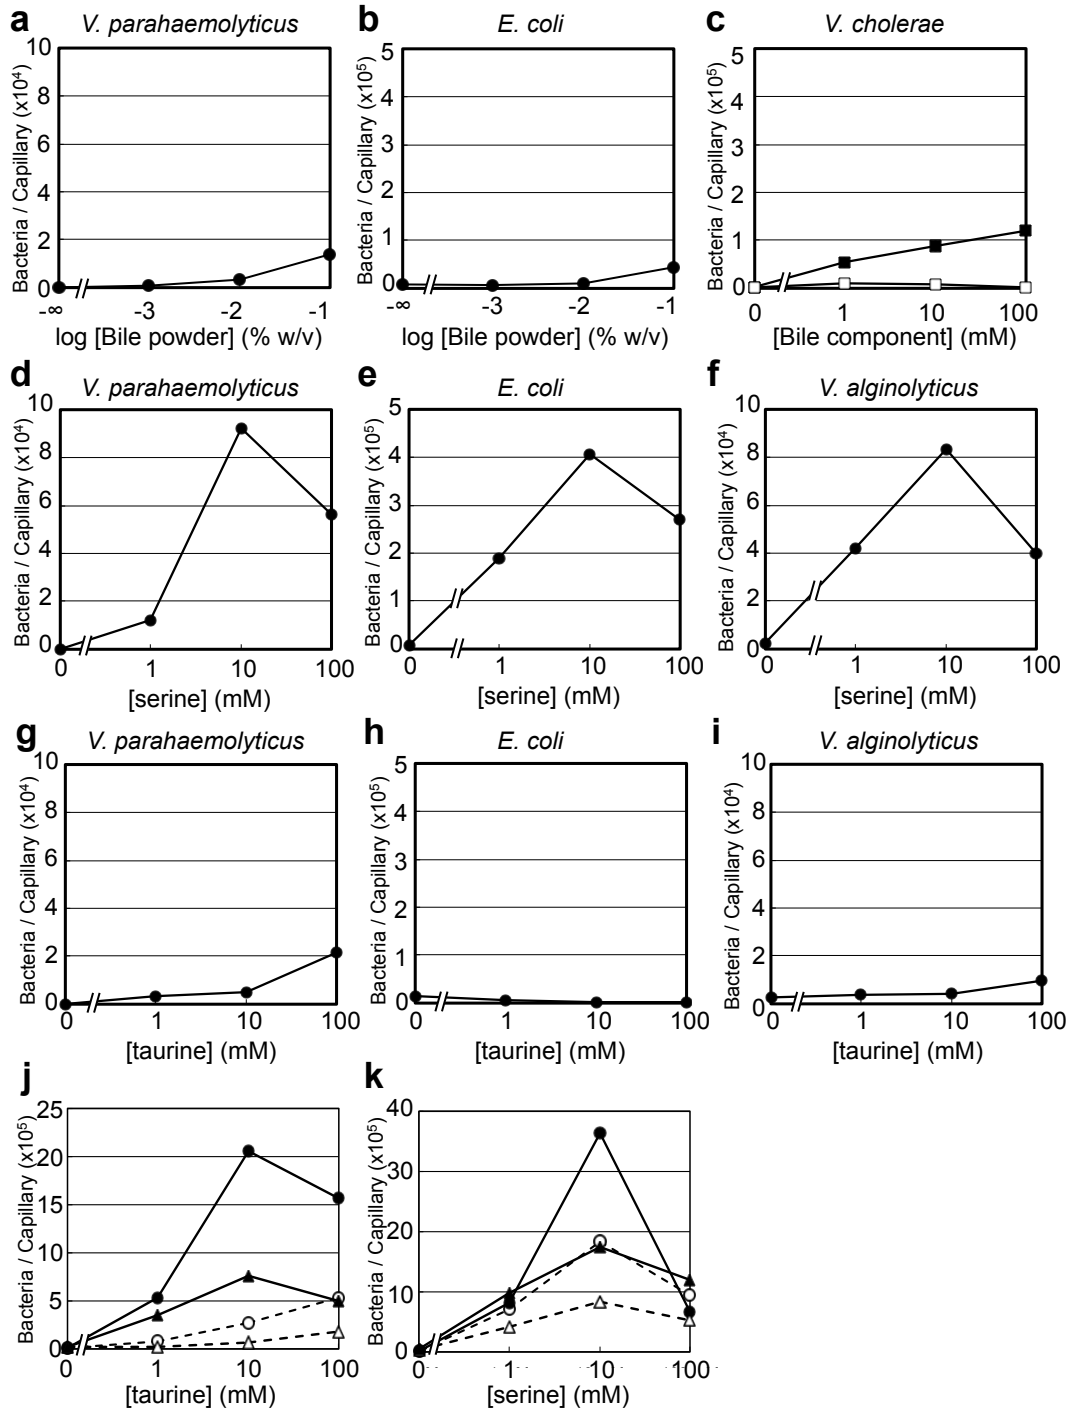 a V. parahaemolyticus
Bacteria / Capillary (x10⁴)
10
8
6
4
2
0
-∞ -3 -2 -1
log [Bile powder] (% w/v)
b E. coli
Bacteria / Capillary (x10⁵)
5
4
3
2
1
0
-∞ -3 -2 -1
log [Bile powder] (% w/v)
c V. cholerae
Bacteria / Capillary (x10⁵)
5
4
3
2
1
0
0 1 10 100
[Bile component] (mM)
d V. parahaemolyticus
Bacteria / Capillary (x10⁴)
10
8
6
4
2
0
0 1 10 100
[serine] (mM)
e E. coli
Bacteria / Capillary (x10⁵)
5
4
3
2
1
0
0 1 10 100
[serine] (mM)
f V. alginolyticus
Bacteria / Capillary (x10⁴)
10
8
6
4
2
0
0 1 10 100
[serine] (mM)
g V. parahaemolyticus
Bacteria / Capillary (x10⁴)
10
8
6
4
2
0
0 1 10 100
[taurine] (mM)
h E. coli
Bacteria / Capillary (x10⁵)
5
4
3
2
1
0
0 1 10 100
[taurine] (mM)
i V. alginolyticus
Bacteria / Capillary (x10⁴)
10
8
6
4
2
0
0 1 10 100
[taurine] (mM)
j
Bacteria / Capillary (x10⁵)
25
20
15
10
5
0
0 1 10 100
[taurine] (mM)
k
Bacteria / Capillary (x10⁵)
40
30
20
10
0
0 1 10 100
[serine] (mM)